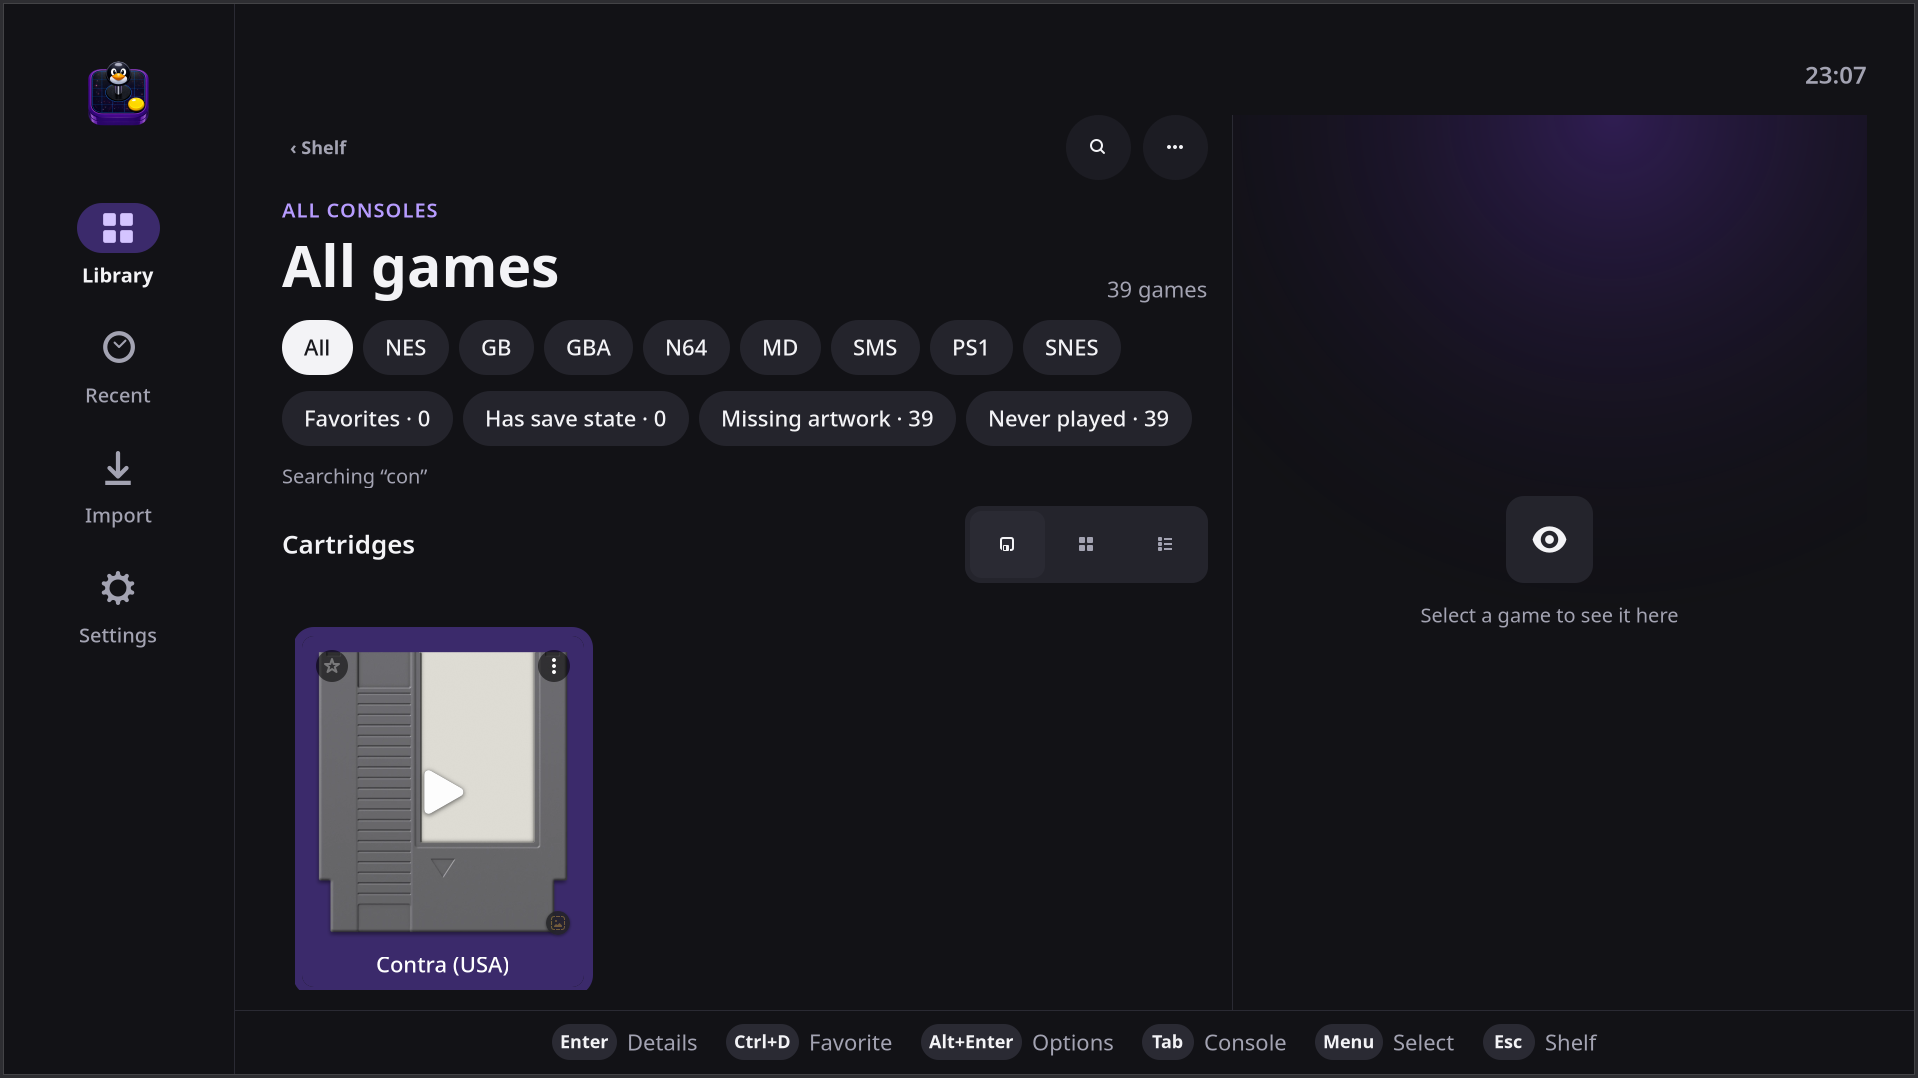 23:07
‹ Shelf
ALL CONSOLES
All games
39 games
All NES GB GBA N64 MD SMS PS1 SNES
Favorites · 0 Has save state · 0 Missing artwork · 39 Never played · 39
Searching “con”
Cartridges
Contra (USA)
Library
Recent
Import
Settings
Select a game to see it here
Enter Details Ctrl+D Favorite Alt+Enter Options Tab Console Menu Select Esc Shelf